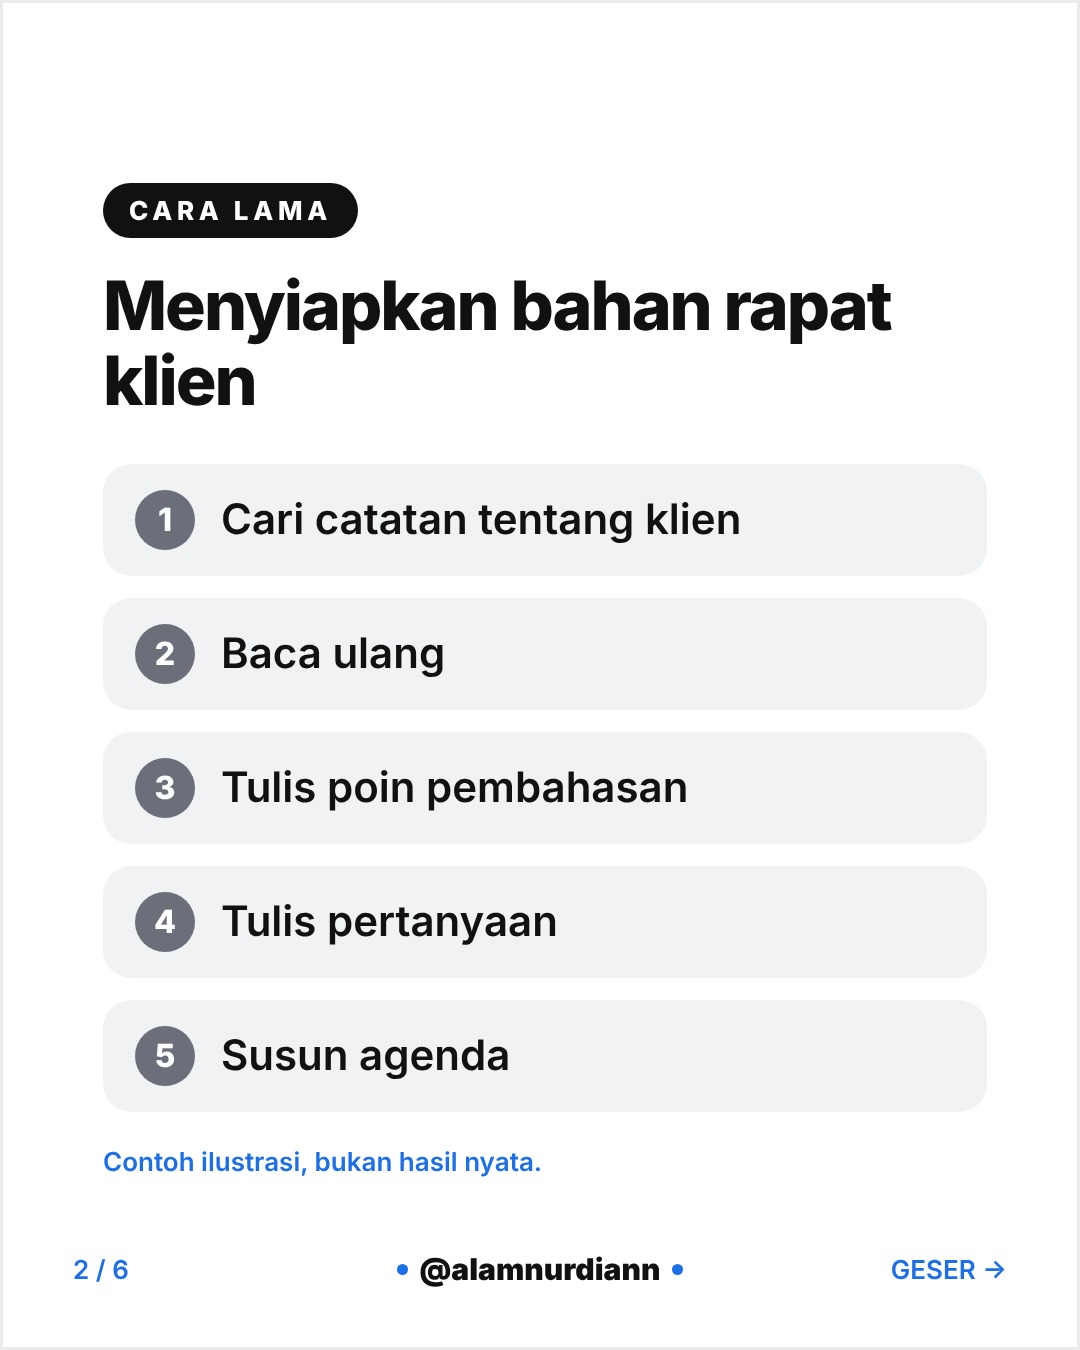 CARA LAMA
Menyiapkan bahan rapat
klien
1 Cari catatan tentang klien
2 Baca ulang
3 Tulis poin pembahasan
4 Tulis pertanyaan
5 Susun agenda
Contoh ilustrasi, bukan hasil nyata.
2 / 6 • @alamnurdiann • GESER →